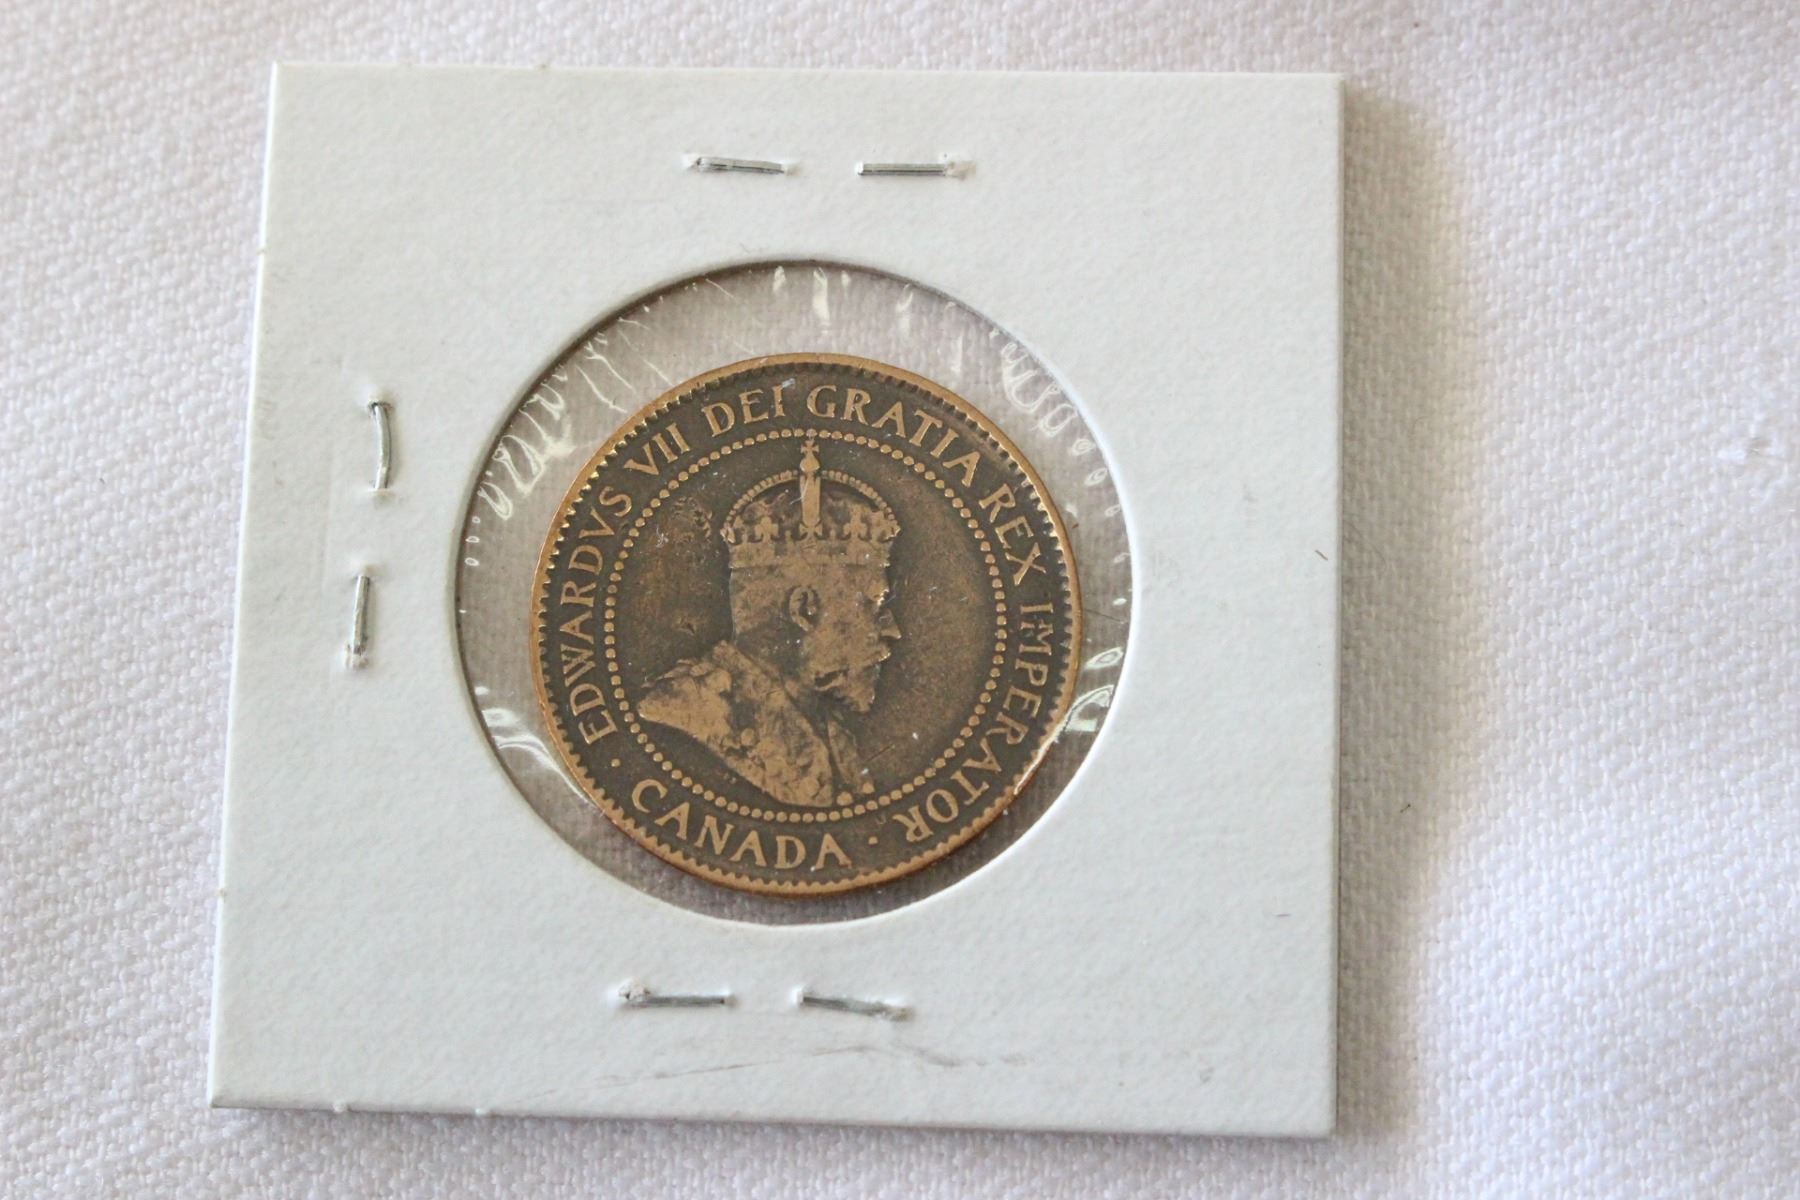 EDWARDVS VII DEI GRATIA REX IMPERATOR
· CANADA ·